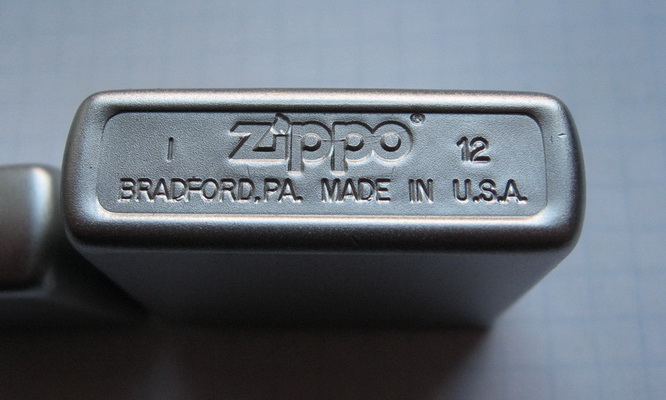 I zippo® 12
BRADFORD, PA. MADE IN U.S.A.